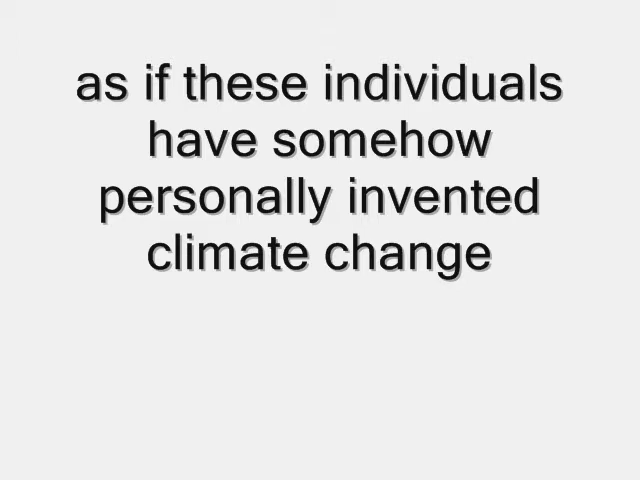 as if these individuals
have somehow
personally invented
climate change